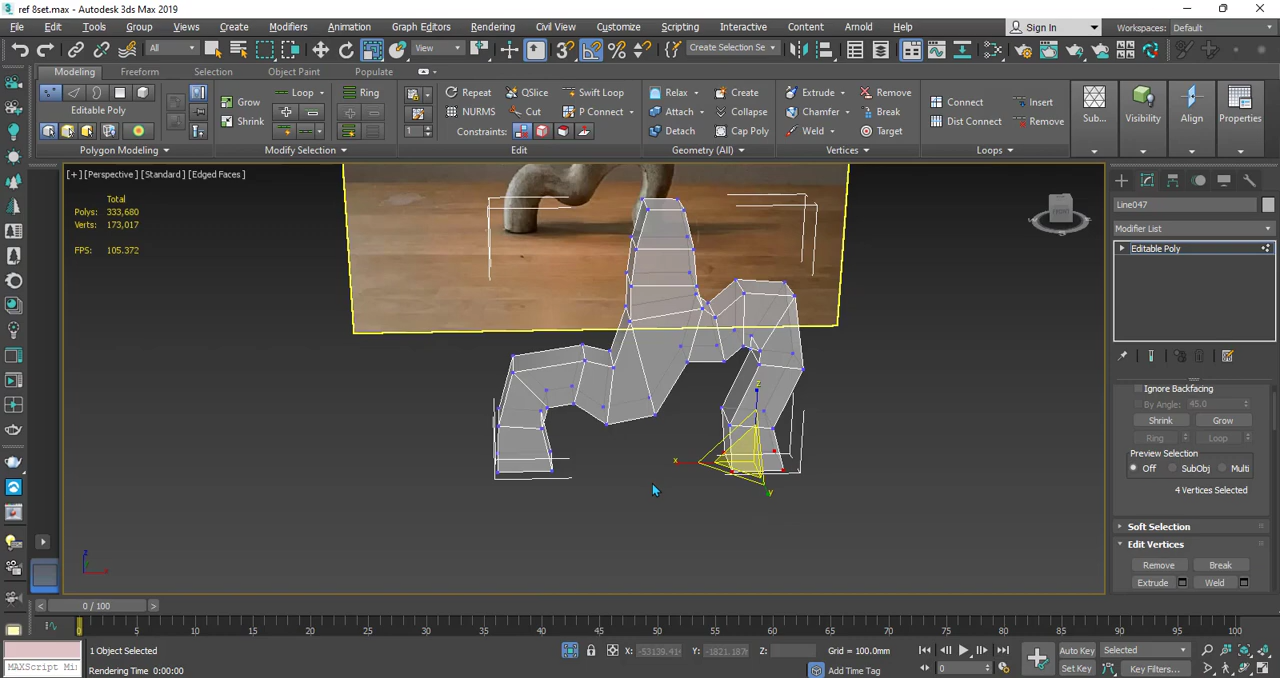 ref 8set.max - Autodesk 3ds Max 2019
File Edit Tools Group Views Create Modifiers Animation Graph Editors Rendering Civil View Customize Scripting Interactive Content Arnold Help
Sign In Workspaces: Default
All View Create Selection Se
Modeling Freeform Selection Object Paint Populate
Editable Poly
Polygon Modeling
Grow Loop Ring
Shrink
Modify Selection
1
Repeat QSlice Swift Loop
NURMS Cut P Connect
Constraints:
Edit
Relax Create
Attach Collapse
Detach Cap Poly
Geometry (All)
Extrude Remove
Chamfer Break
Weld Target
Vertices
Connect Insert
Dist Connect Remove
Loops
Sub... Visibility Align Properties
[+] [Perspective] [Standard] [Edged Faces]
Total
Polys: 333,680
Verts: 173,017
FPS: 105.372
FRONT
z
x
y
z
x
Line047
Modifier List
Editable Poly
Ignore Backfacing
By Angle: 45.0
Shrink Grow
Ring Loop
Preview Selection
Off SubObj Multi
4 Vertices Selected
Soft Selection
Edit Vertices
Remove Break
Extrude Weld
0 / 100
0 5 10 15 20 25 30 35 40 45 50 55 60 65 70 75 80 85 90 95 100
1 Object Selected
MAXScript Mi:
Rendering Time 0:00:00
X: -53139.41 Y: -1821.187 Z: Grid = 100.0mm
Add Time Tag
0
Auto Key Selected
Set Key Key Filters...